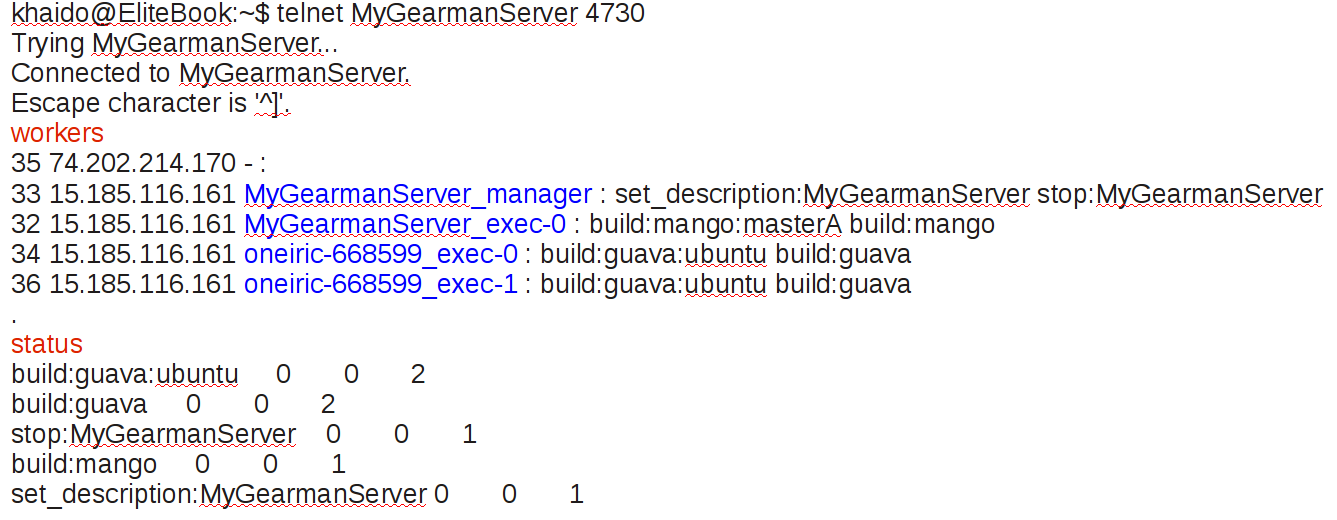 khaido@EliteBook:~$ telnet MyGearmanServer 4730
Trying MyGearmanServer...
Connected to MyGearmanServer.
Escape character is '^]'.
workers
35 74.202.214.170 - :
33 15.185.116.161 MyGearmanServer_manager : set_description:MyGearmanServer stop:MyGearmanServer
32 15.185.116.161 MyGearmanServer_exec-0 : build:mango:masterA build:mango
34 15.185.116.161 oneiric-668599_exec-0 : build:guava:ubuntu build:guava
36 15.185.116.161 oneiric-668599_exec-1 : build:guava:ubuntu build:guava
.
status
build:guava:ubuntu 0 0 2
build:guava 0 0 2
stop:MyGearmanServer 0 0 1
build:mango 0 0 1
set_description:MyGearmanServer 0 0 1